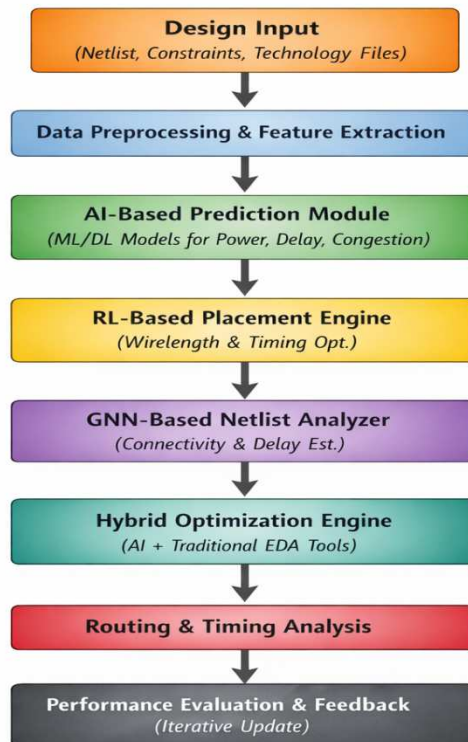 Design Input
(Netlist, Constraints, Technology Files)
Data Preprocessing & Feature Extraction
AI-Based Prediction Module
(ML/DL Models for Power, Delay, Congestion)
RL-Based Placement Engine
(Wirelength & Timing Opt.)
GNN-Based Netlist Analyzer
(Connectivity & Delay Est.)
Hybrid Optimization Engine
(AI + Traditional EDA Tools)
Routing & Timing Analysis
Performance Evaluation & Feedback
(Iterative Update)